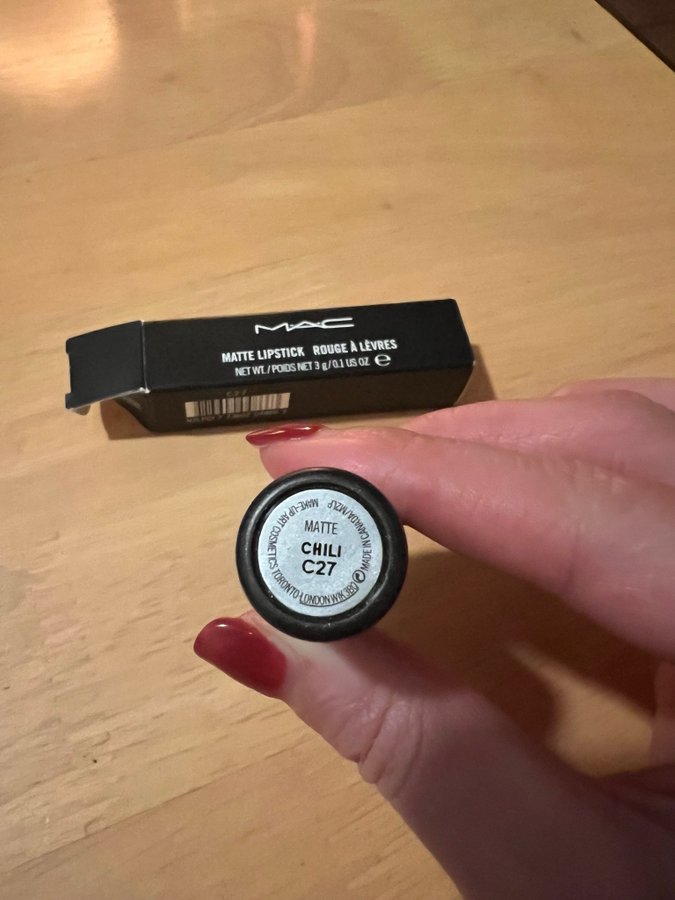 MAC
MATTE LIPSTICK ROUGE À LÈVRES
NET WT./POIDS NET 3 g/0.1 US OZ e
MATTE
CHILI
C27
MAKE-UP ART COSMETICS TORONTO LONDON W1K 3BQ
MADE IN CANADA/MZLP